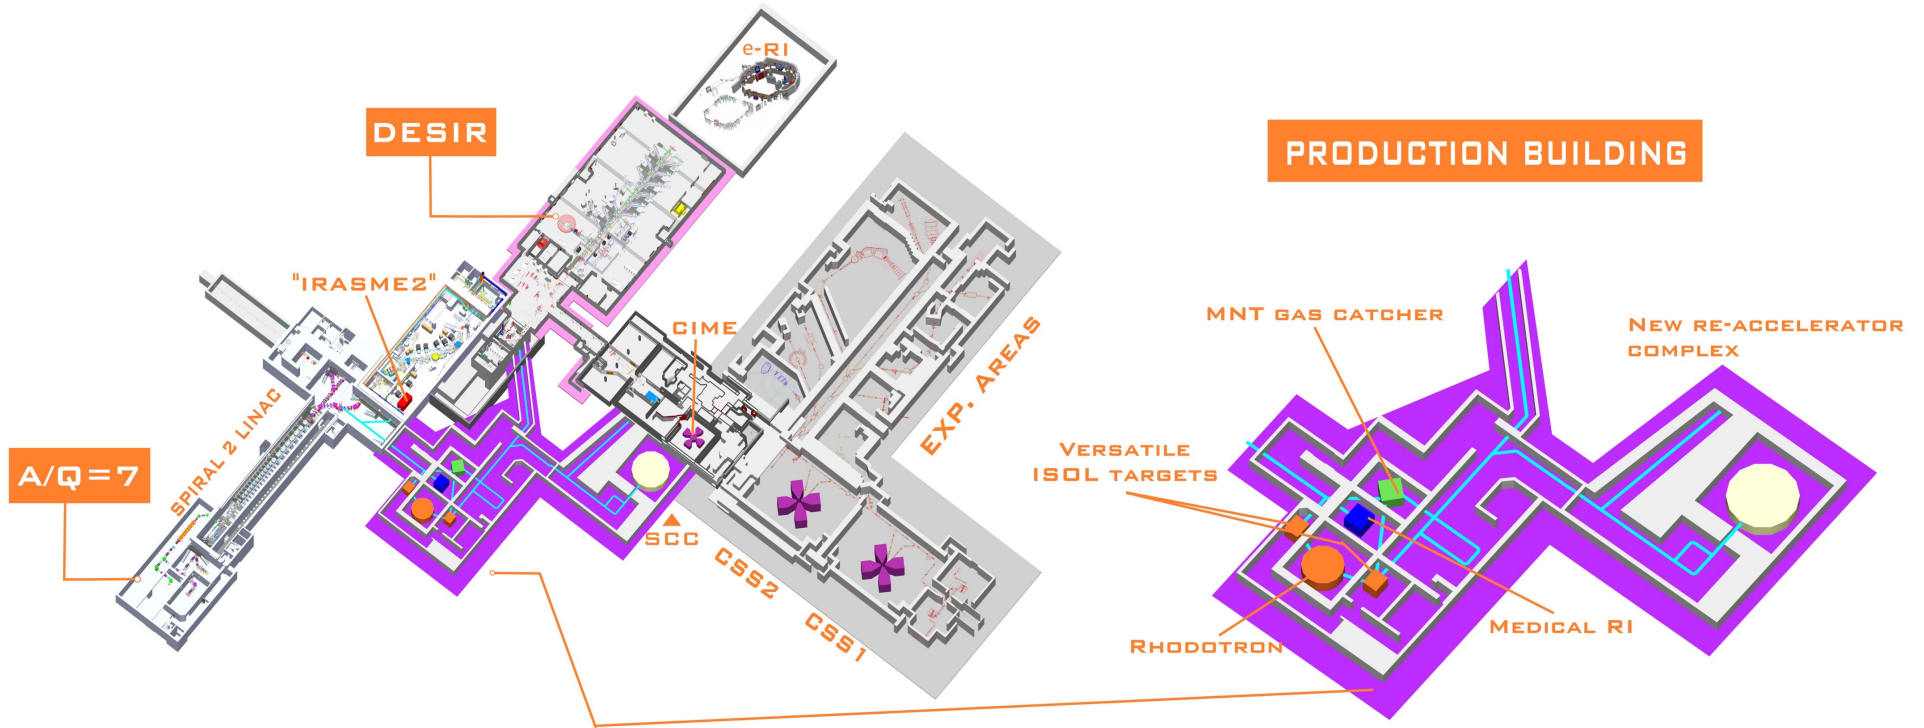 e-RI
DESIR
PRODUCTION BUILDING
"IRASME2"
CIME
MNT GAS CATCHER
NEW RE-ACCELERATOR
COMPLEX
EXP. AREAS
SPIRAL 2 LINAC
A/Q=7
VERSATILE
ISOL TARGETS
SCC
CSS2
CSS1
RHODOTRON
MEDICAL RI